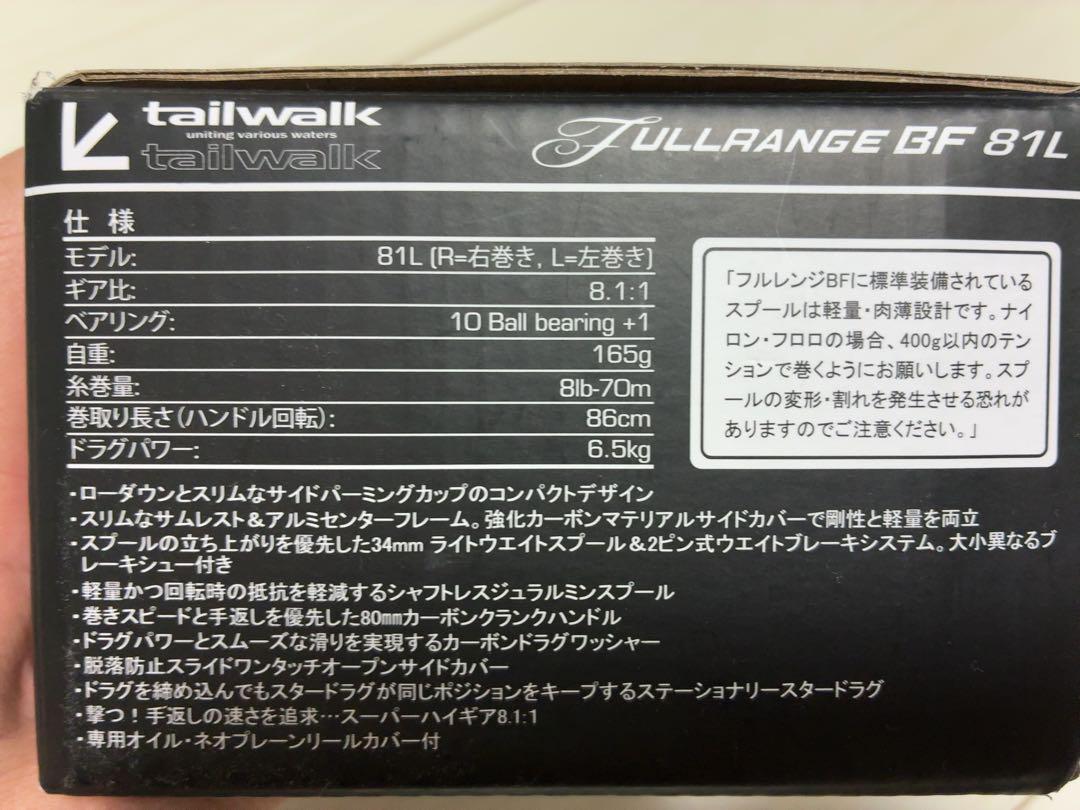 tailwalk
uniting various waters
tailwalk
FULLRANGE BF 81L
仕 様
モデル: 81L (R=右巻き, L=左巻き)
ギア比: 8.1:1
ベアリング: 10 Ball bearing +1
自重: 165g
糸巻量: 8lb-70m
巻取り長さ(ハンドル回転): 86cm
ドラグパワー: 6.5kg
「フルレンジBFに標準装備されている
スプールは軽量・肉薄設計です。ナイ
ロン・フロロの場合、400g以内のテン
ションで巻くようにお願いします。スプ
ールの変形・割れを発生させる恐れが
ありますのでご注意ください。」
・ローダウンとスリムなサイドパーミングカップのコンパクトデザイン
・スリムなサムレスト&アルミセンターフレーム。強化カーボンマテリアルサイドカバーで剛性と軽量を両立
・スプールの立ち上がりを優先した34mm ライトウエイトスプール&2ピン式ウエイトブレーキシステム。大小異なるブ
レーキシュー付き
・軽量かつ回転時の抵抗を軽減するシャフトレスジュラルミンスプール
・巻きスピードと手返しを優先した80mmカーボンクランクハンドル
・ドラグパワーとスムーズな滑りを実現するカーボンドラグワッシャー
・脱落防止スライドワンタッチオープンサイドカバー
・ドラグを締め込んでもスタードラグが同じポジションをキープするステーショナリースタードラグ
・撃つ!手返しの速さを追求…スーパーハイギア8.1:1
・専用オイル・ネオプレーンリールカバー付